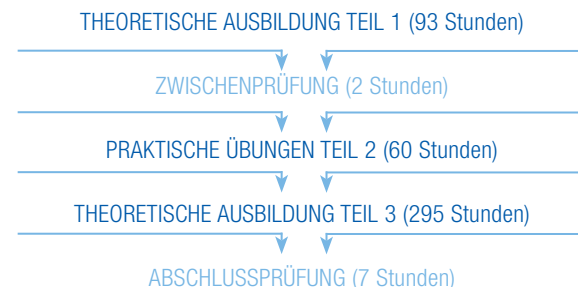 THEORETISCHE AUSBILDUNG TEIL 1 (93 Stunden)
ZWISCHENPRÜFUNG (2 Stunden)
PRAKTISCHE ÜBUNGEN TEIL 2 (60 Stunden)
THEORETISCHE AUSBILDUNG TEIL 3 (295 Stunden)
ABSCHLUSSPRÜFUNG (7 Stunden)